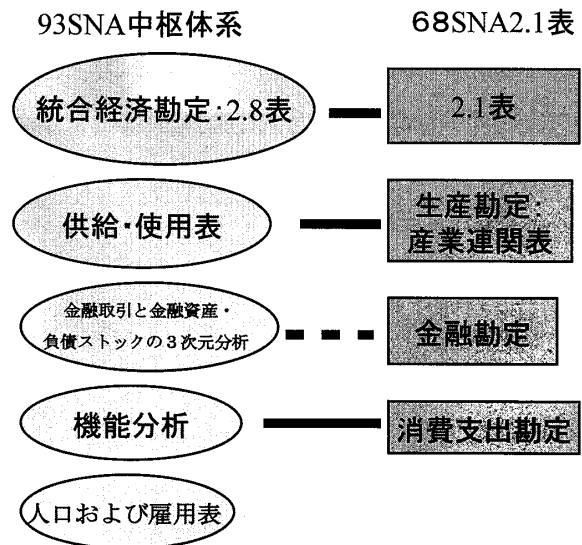 93SNA中枢体系
68SNA2.1表
統合経済勘定:2.8表
2.1表
供給・使用表
生産勘定:
産業連関表
金融取引と金融資産・
負債ストックの3次元分析
金融勘定
機能分析
消費支出勘定
人口および雇用表